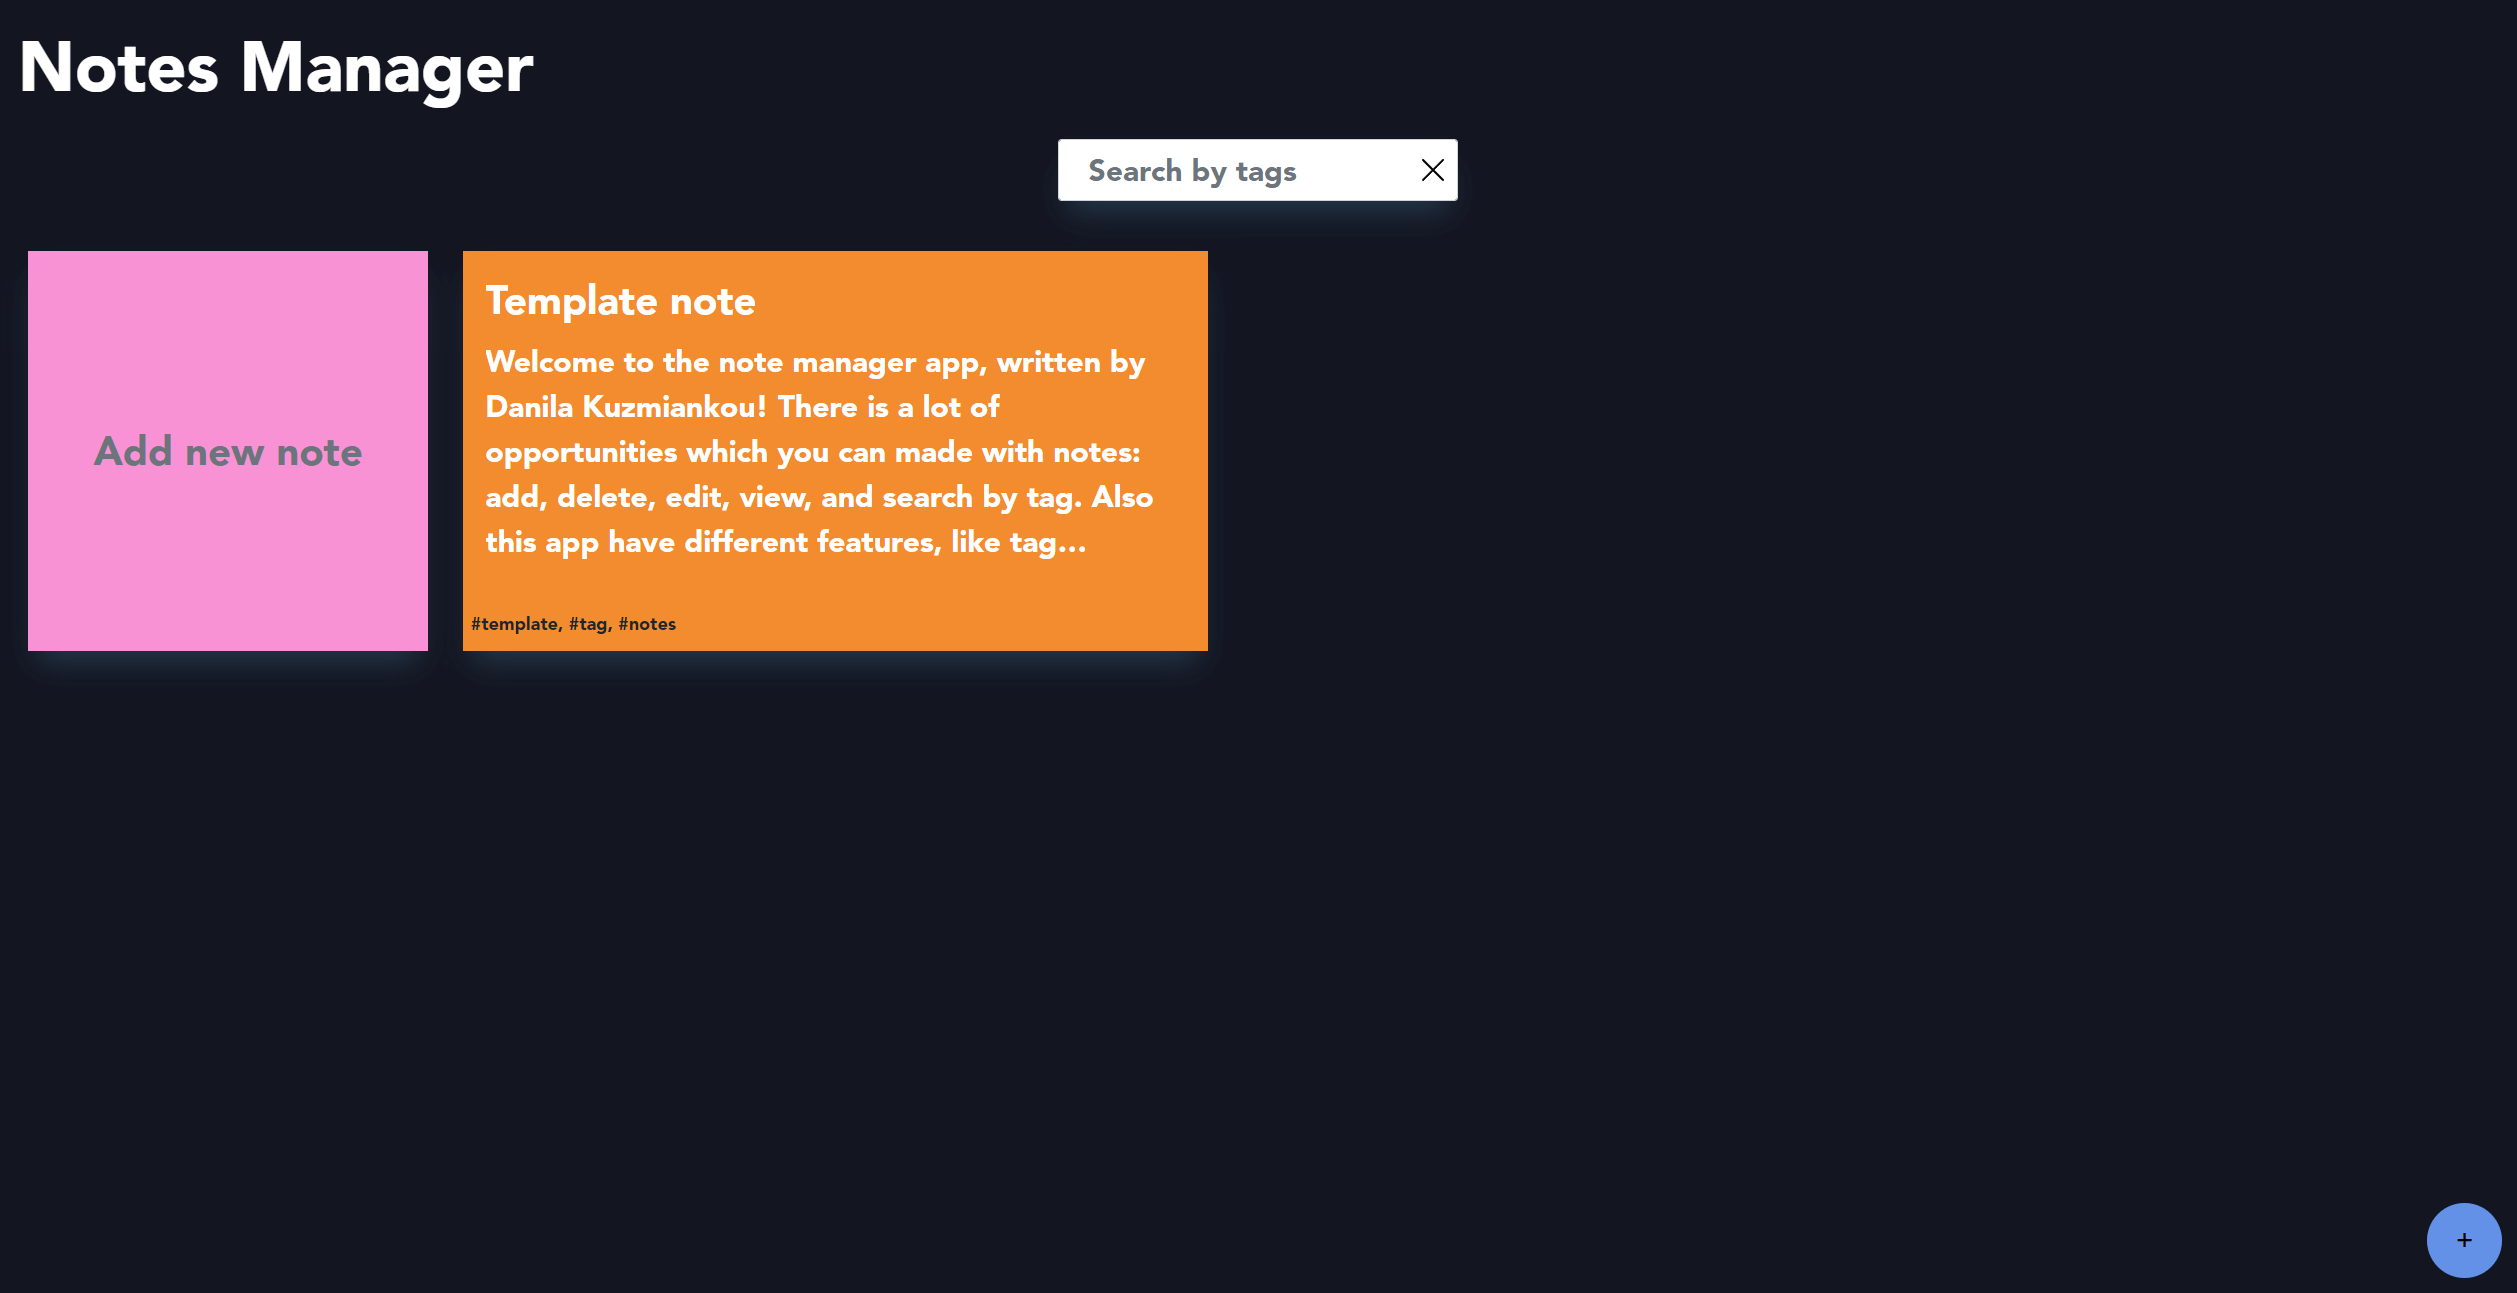 Notes Manager
Search by tags
Add new note
Template note
Welcome to the note manager app, written by
Danila Kuzmiankou! There is a lot of
opportunities which you can made with notes:
add, delete, edit, view, and search by tag. Also
this app have different features, like tag...
#template, #tag, #notes
+